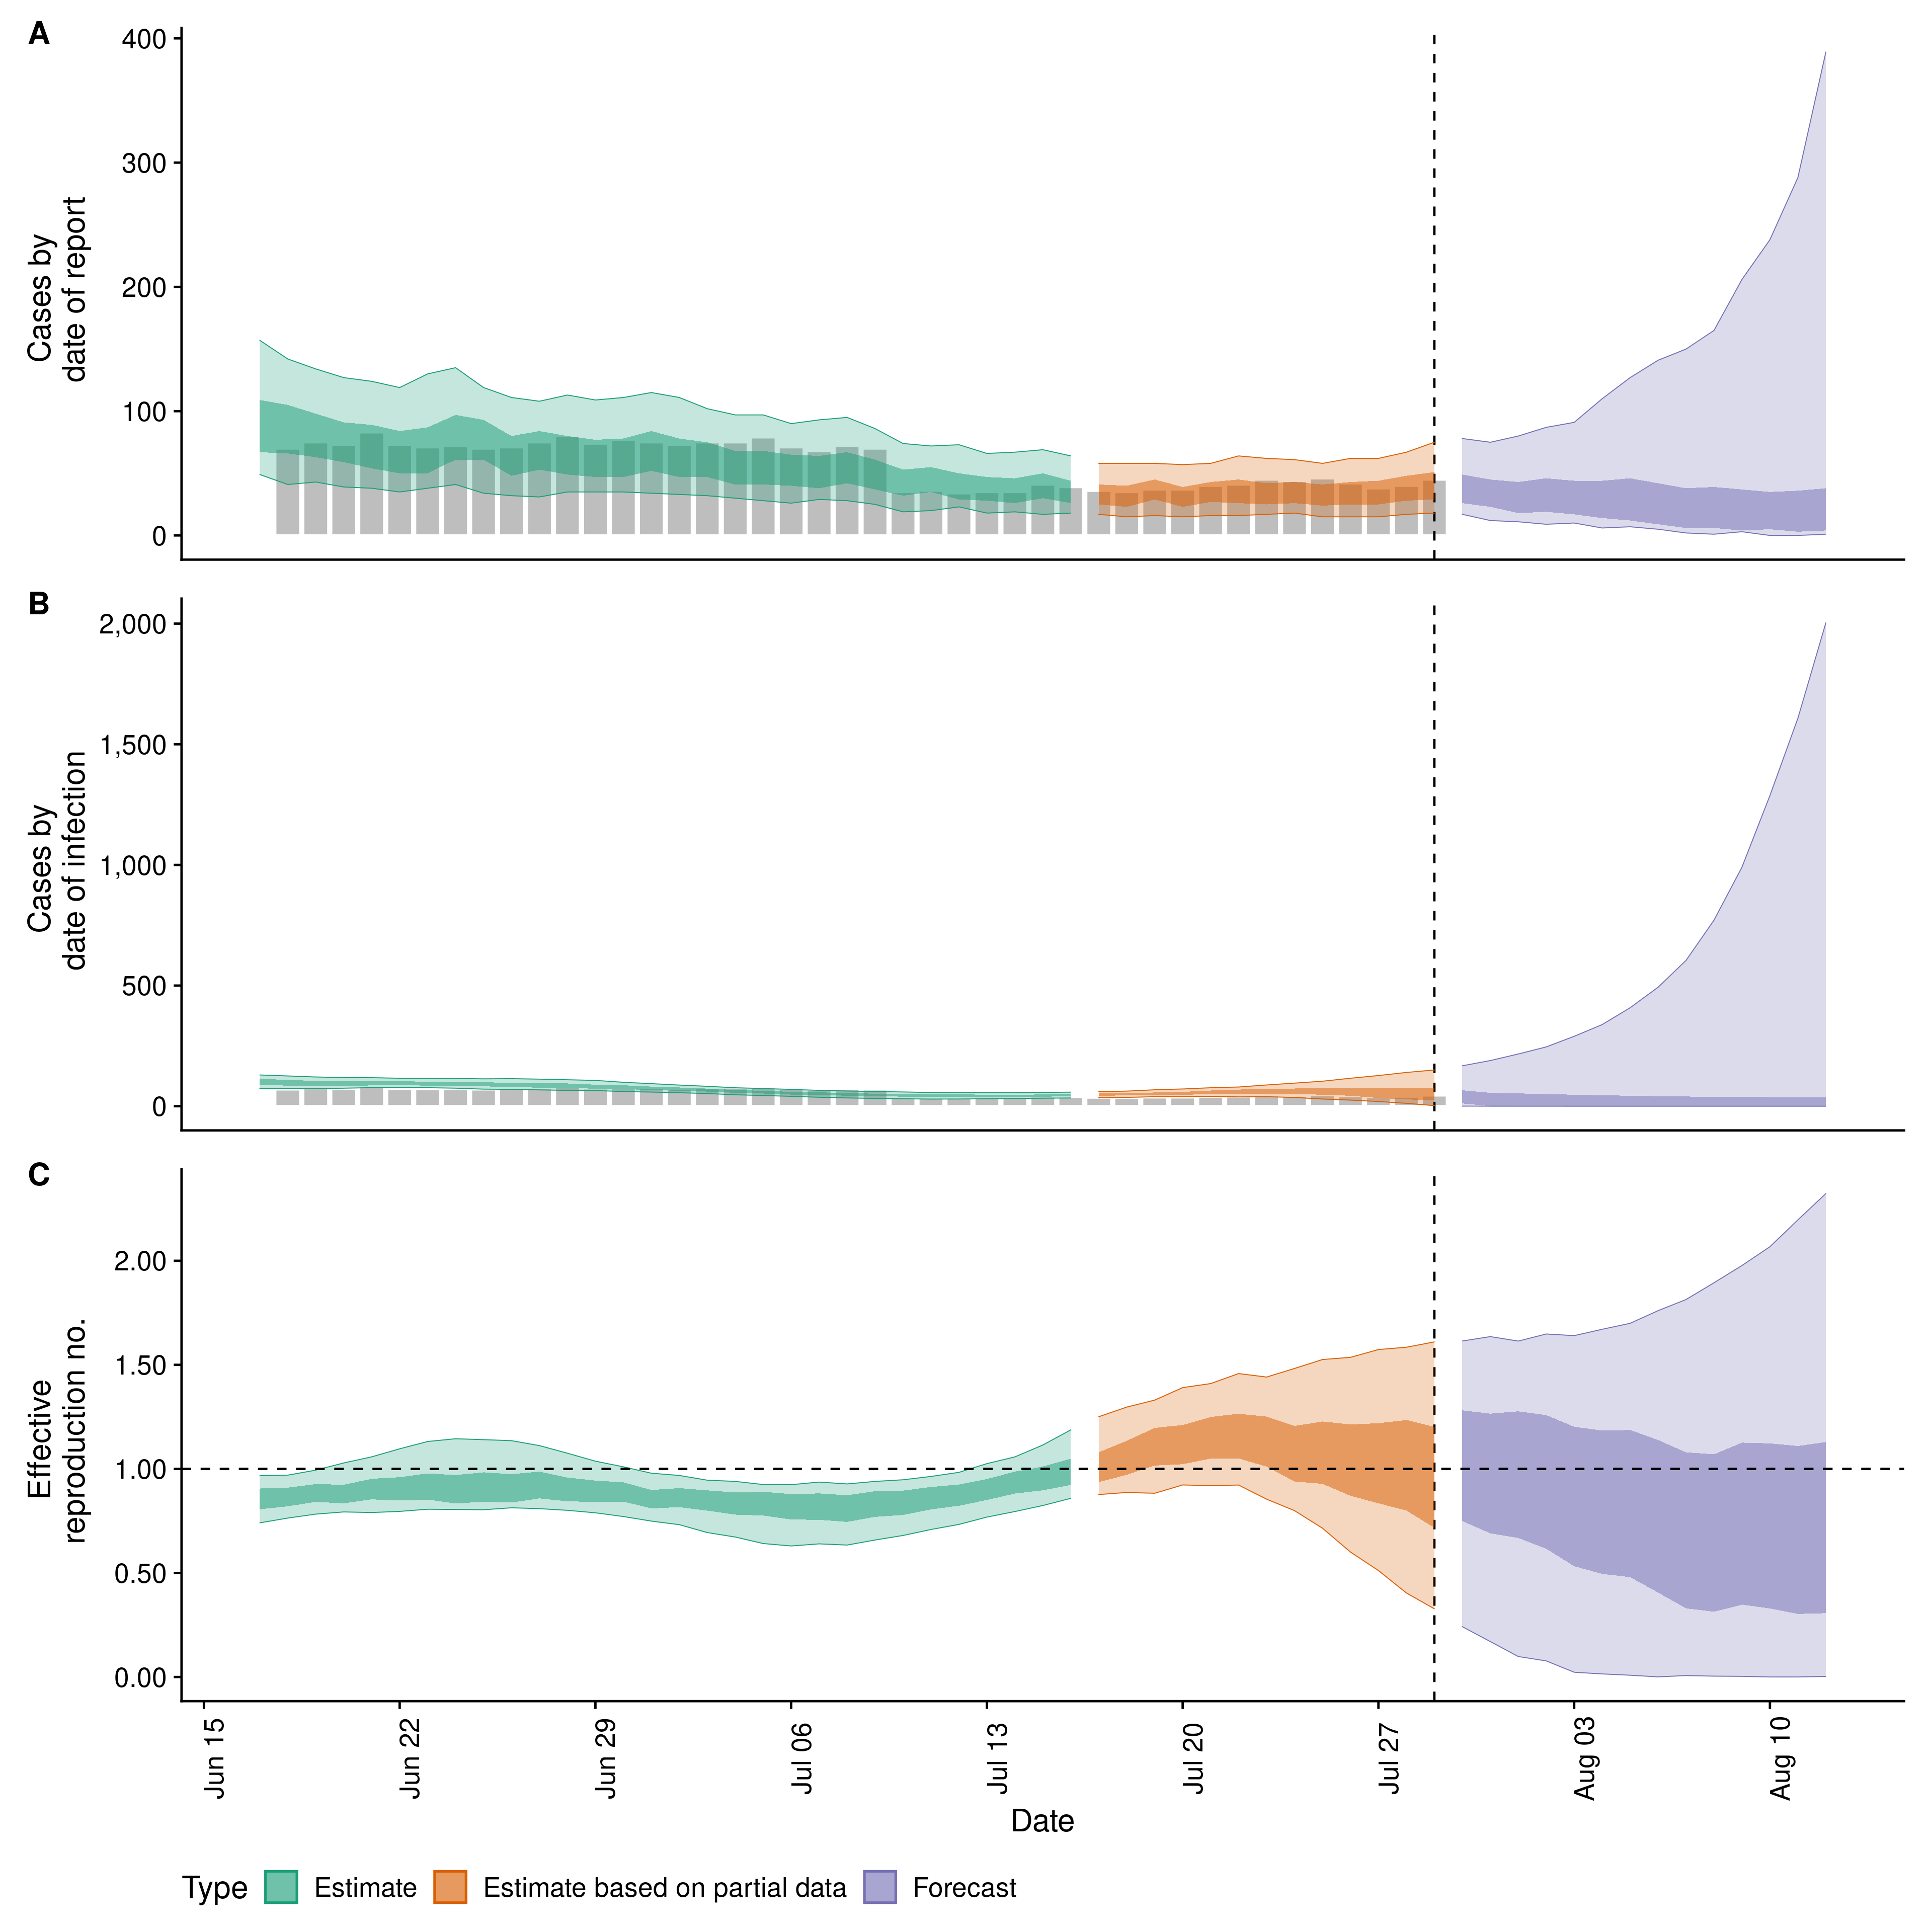 A
400
300
200
100
0
Cases by
date of report
B
2,000
1,500
1,000
500
0
Cases by
date of infection
C
2.00
1.50
1.00
0.50
0.00
Effective
reproduction no.
Jun 15
Jun 22
Jun 29
Jul 06
Jul 13
Jul 20
Jul 27
Aug 03
Aug 10
Date
Type Estimate Estimate based on partial data Forecast